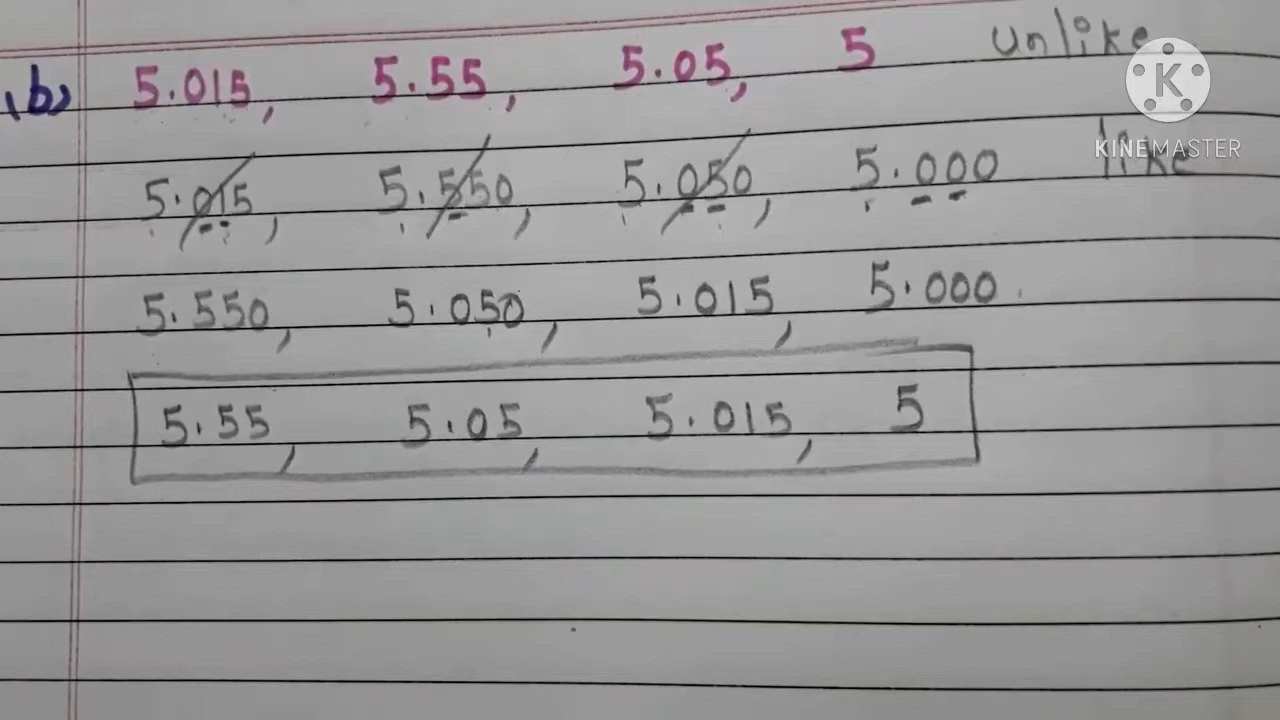 (b) 5.015, 5.55, 5.05, 5 unlike
5.015, 5.550, 5.050, 5.000 like
5.550, 5.050, 5.015, 5.000.
5.55, 5.05, 5.015, 5
K
KINEMASTER